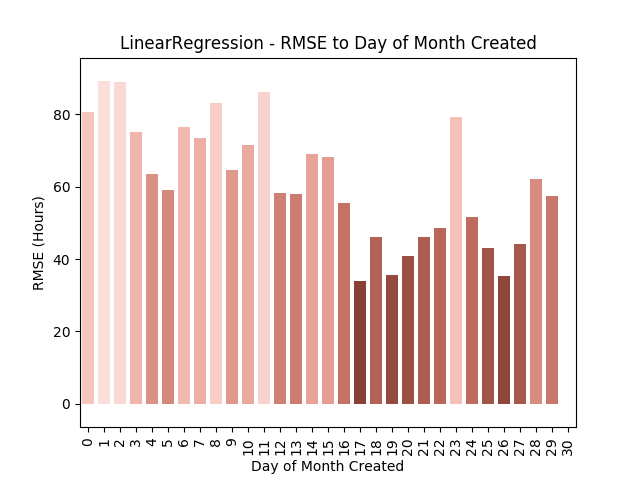 LinearRegression - RMSE to Day of Month Created
RMSE (Hours)
80
60
40
20
0
0 1 2 3 4 5 6 7 8 9 10 11 12 13 14 15 16 17 18 19 20 21 22 23 24 25 26 27 28 29 30
Day of Month Created